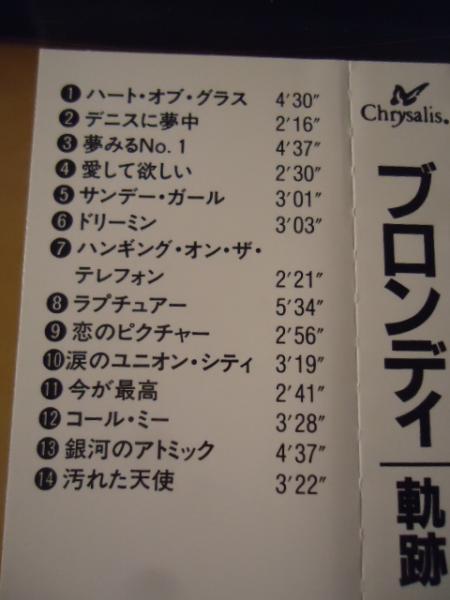 ❶ ハート・オブ・グラス 4'30"
❷ デニスに夢中 2'16"
❸ 夢みるNo.1 4'37"
❹ 愛して欲しい 2'30"
❺ サンデー・ガール 3'01"
❻ ドリーミン 3'03"
❼ ハンギング・オン・ザ・
テレフォン 2'21"
❽ ラプチュアー 5'34"
❾ 恋のピクチャー 2'56"
❿ 涙のユニオン・シティ 3'19"
⓫ 今が最高 2'41"
⓬ コール・ミー 3'28"
⓭ 銀河のアトミック 4'37"
⓮ 汚れた天使 3'22"
Chrysalis.
ブロンディ|軌跡